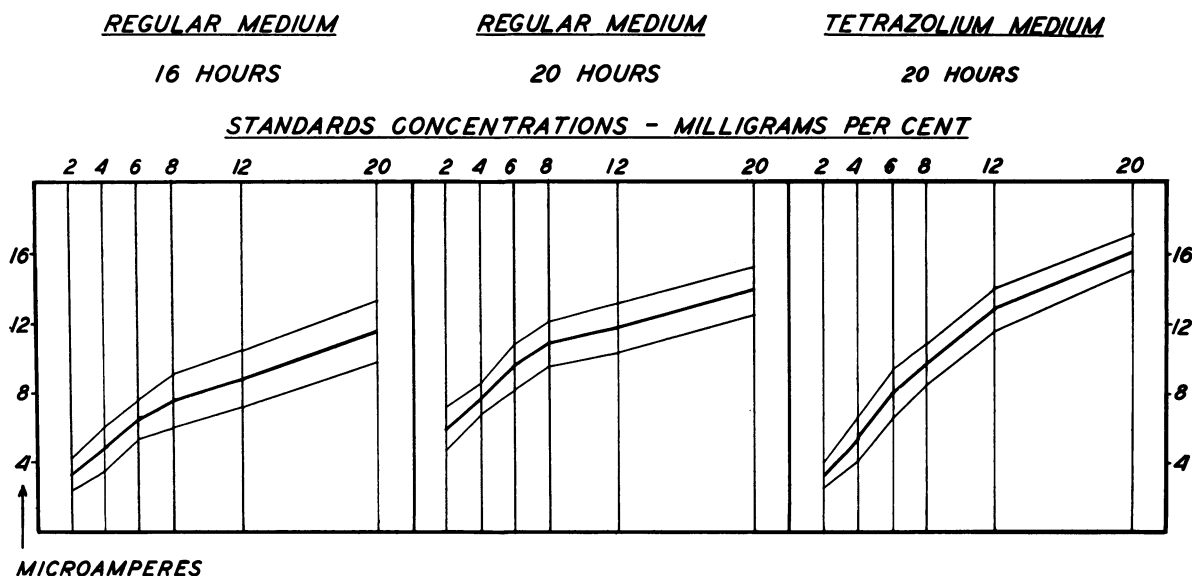 REGULAR MEDIUM REGULAR MEDIUM TETRAZOLIUM MEDIUM
16 HOURS 20 HOURS 20 HOURS
STANDARDS CONCENTRATIONS - MILLIGRAMS PER CENT
2 4 6 8 12 20 2 4 6 8 12 20 2 4 6 8 12 20
16 16
12 12
8 8
4 4
MICROAMPERES